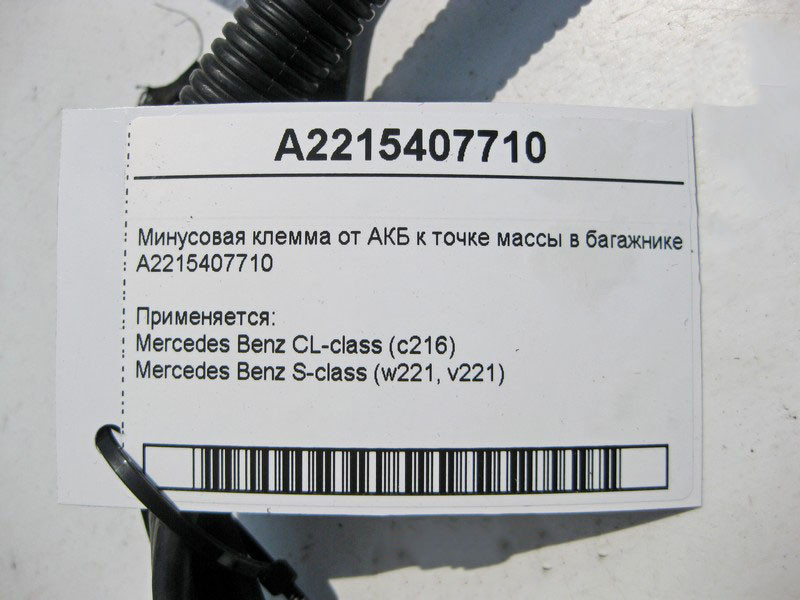 A2215407710
Минусовая клемма от АКБ к точке массы в багажнике
A2215407710
Применяется:
Mercedes Benz CL-class (c216)
Mercedes Benz S-class (w221, v221)